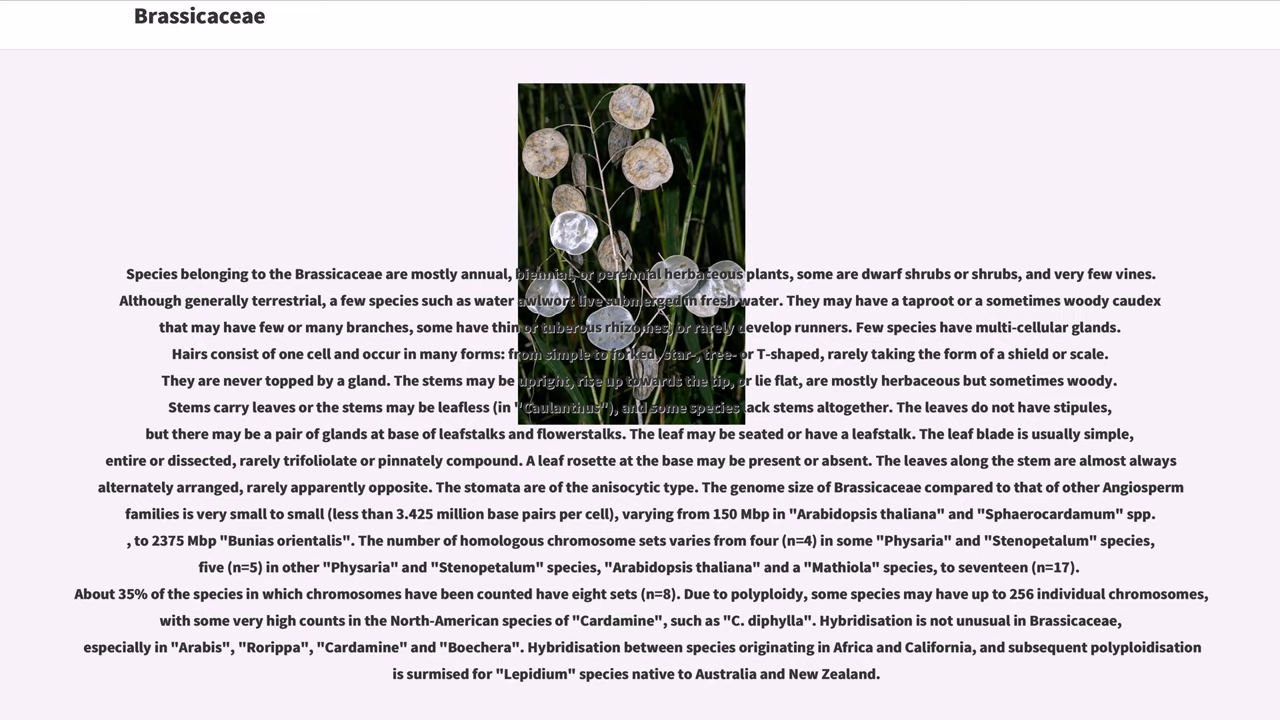 Brassicaceae
Species belonging to the Brassicaceae are mostly annual, biennial, or perennial herbaceous plants, some are dwarf shrubs or shrubs, and very few vines.
Although generally terrestrial, a few species such as water awlwort live submerged in fresh water. They may have a taproot or a sometimes woody caudex
that may have few or many branches, some have thin or tuberous rhizomes, or rarely develop runners. Few species have multi-cellular glands.
Hairs consist of one cell and occur in many forms: from simple to forked, star-, tree- or T-shaped, rarely taking the form of a shield or scale.
They are never topped by a gland. The stems may be upright, rise up towards the tip, or lie flat, are mostly herbaceous but sometimes woody.
Stems carry leaves or the stems may be leafless (in "Caulanthus"), and some species lack stems altogether. The leaves do not have stipules,
but there may be a pair of glands at base of leafstalks and flowerstalks. The leaf may be seated or have a leafstalk. The leaf blade is usually simple,
entire or dissected, rarely trifoliolate or pinnately compound. A leaf rosette at the base may be present or absent. The leaves along the stem are almost always
alternately arranged, rarely apparently opposite. The stomata are of the anisocytic type. The genome size of Brassicaceae compared to that of other Angiosperm
families is very small to small (less than 3.425 million base pairs per cell), varying from 150 Mbp in "Arabidopsis thaliana" and "Sphaerocardamum" spp.
, to 2375 Mbp "Bunias orientalis". The number of homologous chromosome sets varies from four (n=4) in some "Physaria" and "Stenopetalum" species,
five (n=5) in other "Physaria" and "Stenopetalum" species, "Arabidopsis thaliana" and a "Mathiola" species, to seventeen (n=17).
About 35% of the species in which chromosomes have been counted have eight sets (n=8). Due to polyploidy, some species may have up to 256 individual chromosomes,
with some very high counts in the North-American species of "Cardamine", such as "C. diphylla". Hybridisation is not unusual in Brassicaceae,
especially in "Arabis", "Rorippa", "Cardamine" and "Boechera". Hybridisation between species originating in Africa and California, and subsequent polyploidisation
is surmised for "Lepidium" species native to Australia and New Zealand.